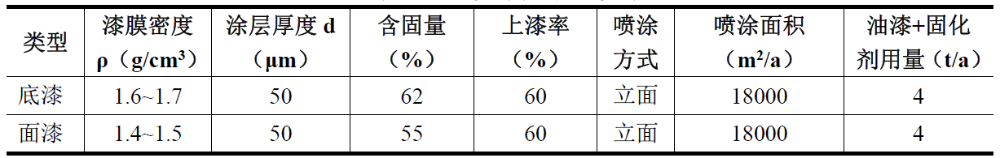 类型 漆膜密度 ρ（g/cm³） 涂层厚度 d （μm） 含固量 （%） 上漆率 （%） 喷涂 方式 喷涂面积 （m²/a） 油漆+固化 剂用量（t/a）
底漆 1.6~1.7 50 62 60 立面 18000 4
面漆 1.4~1.5 50 55 60 立面 18000 4